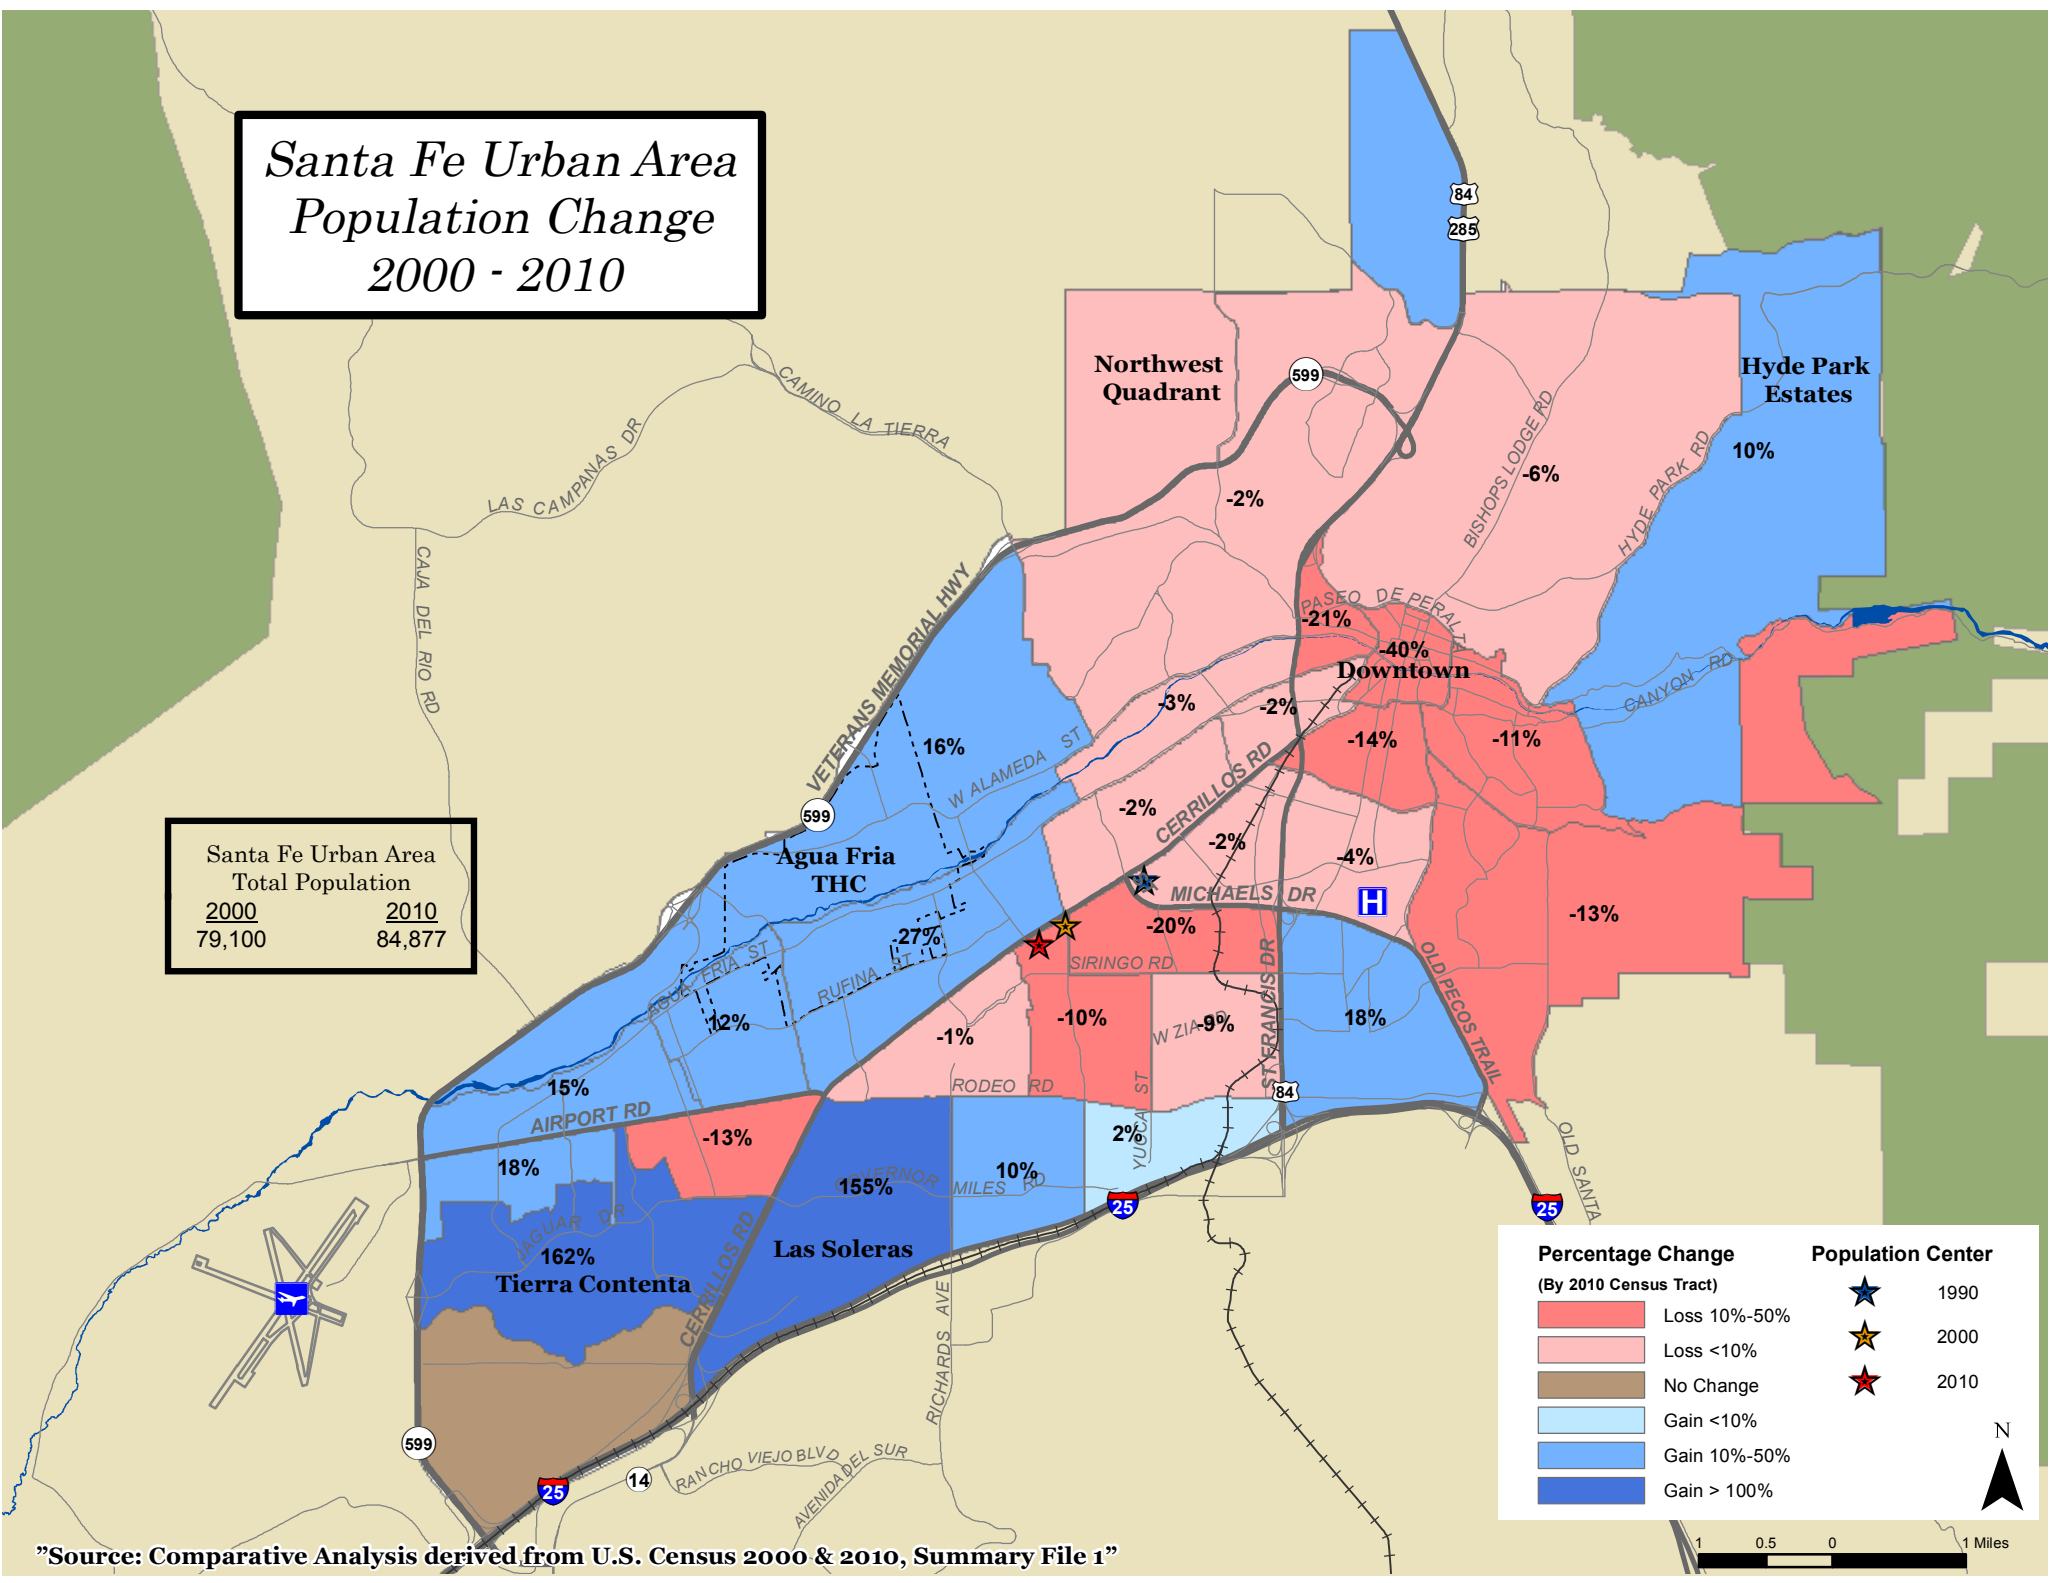 Santa Fe Urban Area
Population Change
2000 - 2010
84
285
Northwest
Quadrant
599
Hyde Park
Estates
10%
-6%
-2%
BISHOPS LODGE RD
HYDE PARK RD
CAMINO LA TIERRA
LAS CAMPANAS DR
CAJA DEL RIO RD
VETERANS MEMORIAL HWY
PASEO DE PERALTA
-21%
-40%
Downtown
CANYON RD
-3%
-2%
-14%
-11%
16%
W ALAMEDA ST
CERRILLOS RD
-2%
-2%
-4%
599
Agua Fria
THC
Santa Fe Urban Area
Total Population
2000 2010
79,100 84,877
MICHAELS DR
H
-13%
-20%
-27%
SIRINGO RD
AGUA FRIA ST
RUFINA ST
ST FRANCIS DR
OLD PECOS TRAIL
12%
-1%
-10%
W ZIA RD
-9%
18%
15%
RODEO RD
YUCCA ST
84
AIRPORT RD
-13%
2%
18%
155%
GOVERNOR MILES RD
10%
25
25
OLD SANTA
JAGUAR DR
162%
Tierra Contenta
Las Soleras
CERRILLOS RD
RICHARDS AVE
599
14
25
RANCHO VIEJO BLVD
AVENIDA DEL SUR
Percentage Change
(By 2010 Census Tract)
Loss 10%-50%
Loss <10%
No Change
Gain <10%
Gain 10%-50%
Gain > 100%
Population Center
1990
2000
2010
N
1 0.5 0 1 Miles
"Source: Comparative Analysis derived from U.S. Census 2000 & 2010, Summary File 1"